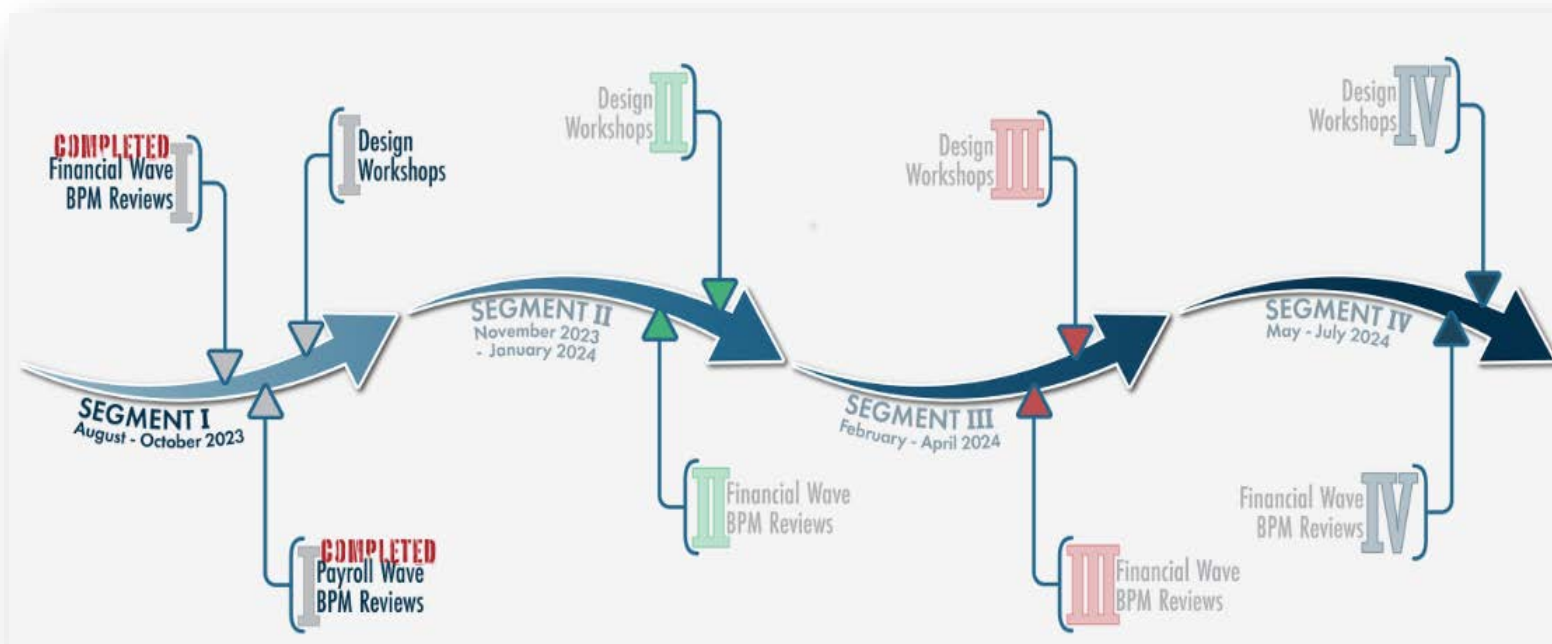 COMPLETED
Financial Wave
BPM Reviews
I
I
Design
Workshops
SEGMENT I
August - October 2023
I
COMPLETED
Payroll Wave
BPM Reviews
Design
Workshops
II
SEGMENT II
November 2023
- January 2024
II
Financial Wave
BPM Reviews
Design
Workshops
III
SEGMENT III
February - April 2024
III
Financial Wave
BPM Reviews
Design
Workshops
IV
SEGMENT IV
May - July 2024
Financial Wave
BPM Reviews
IV